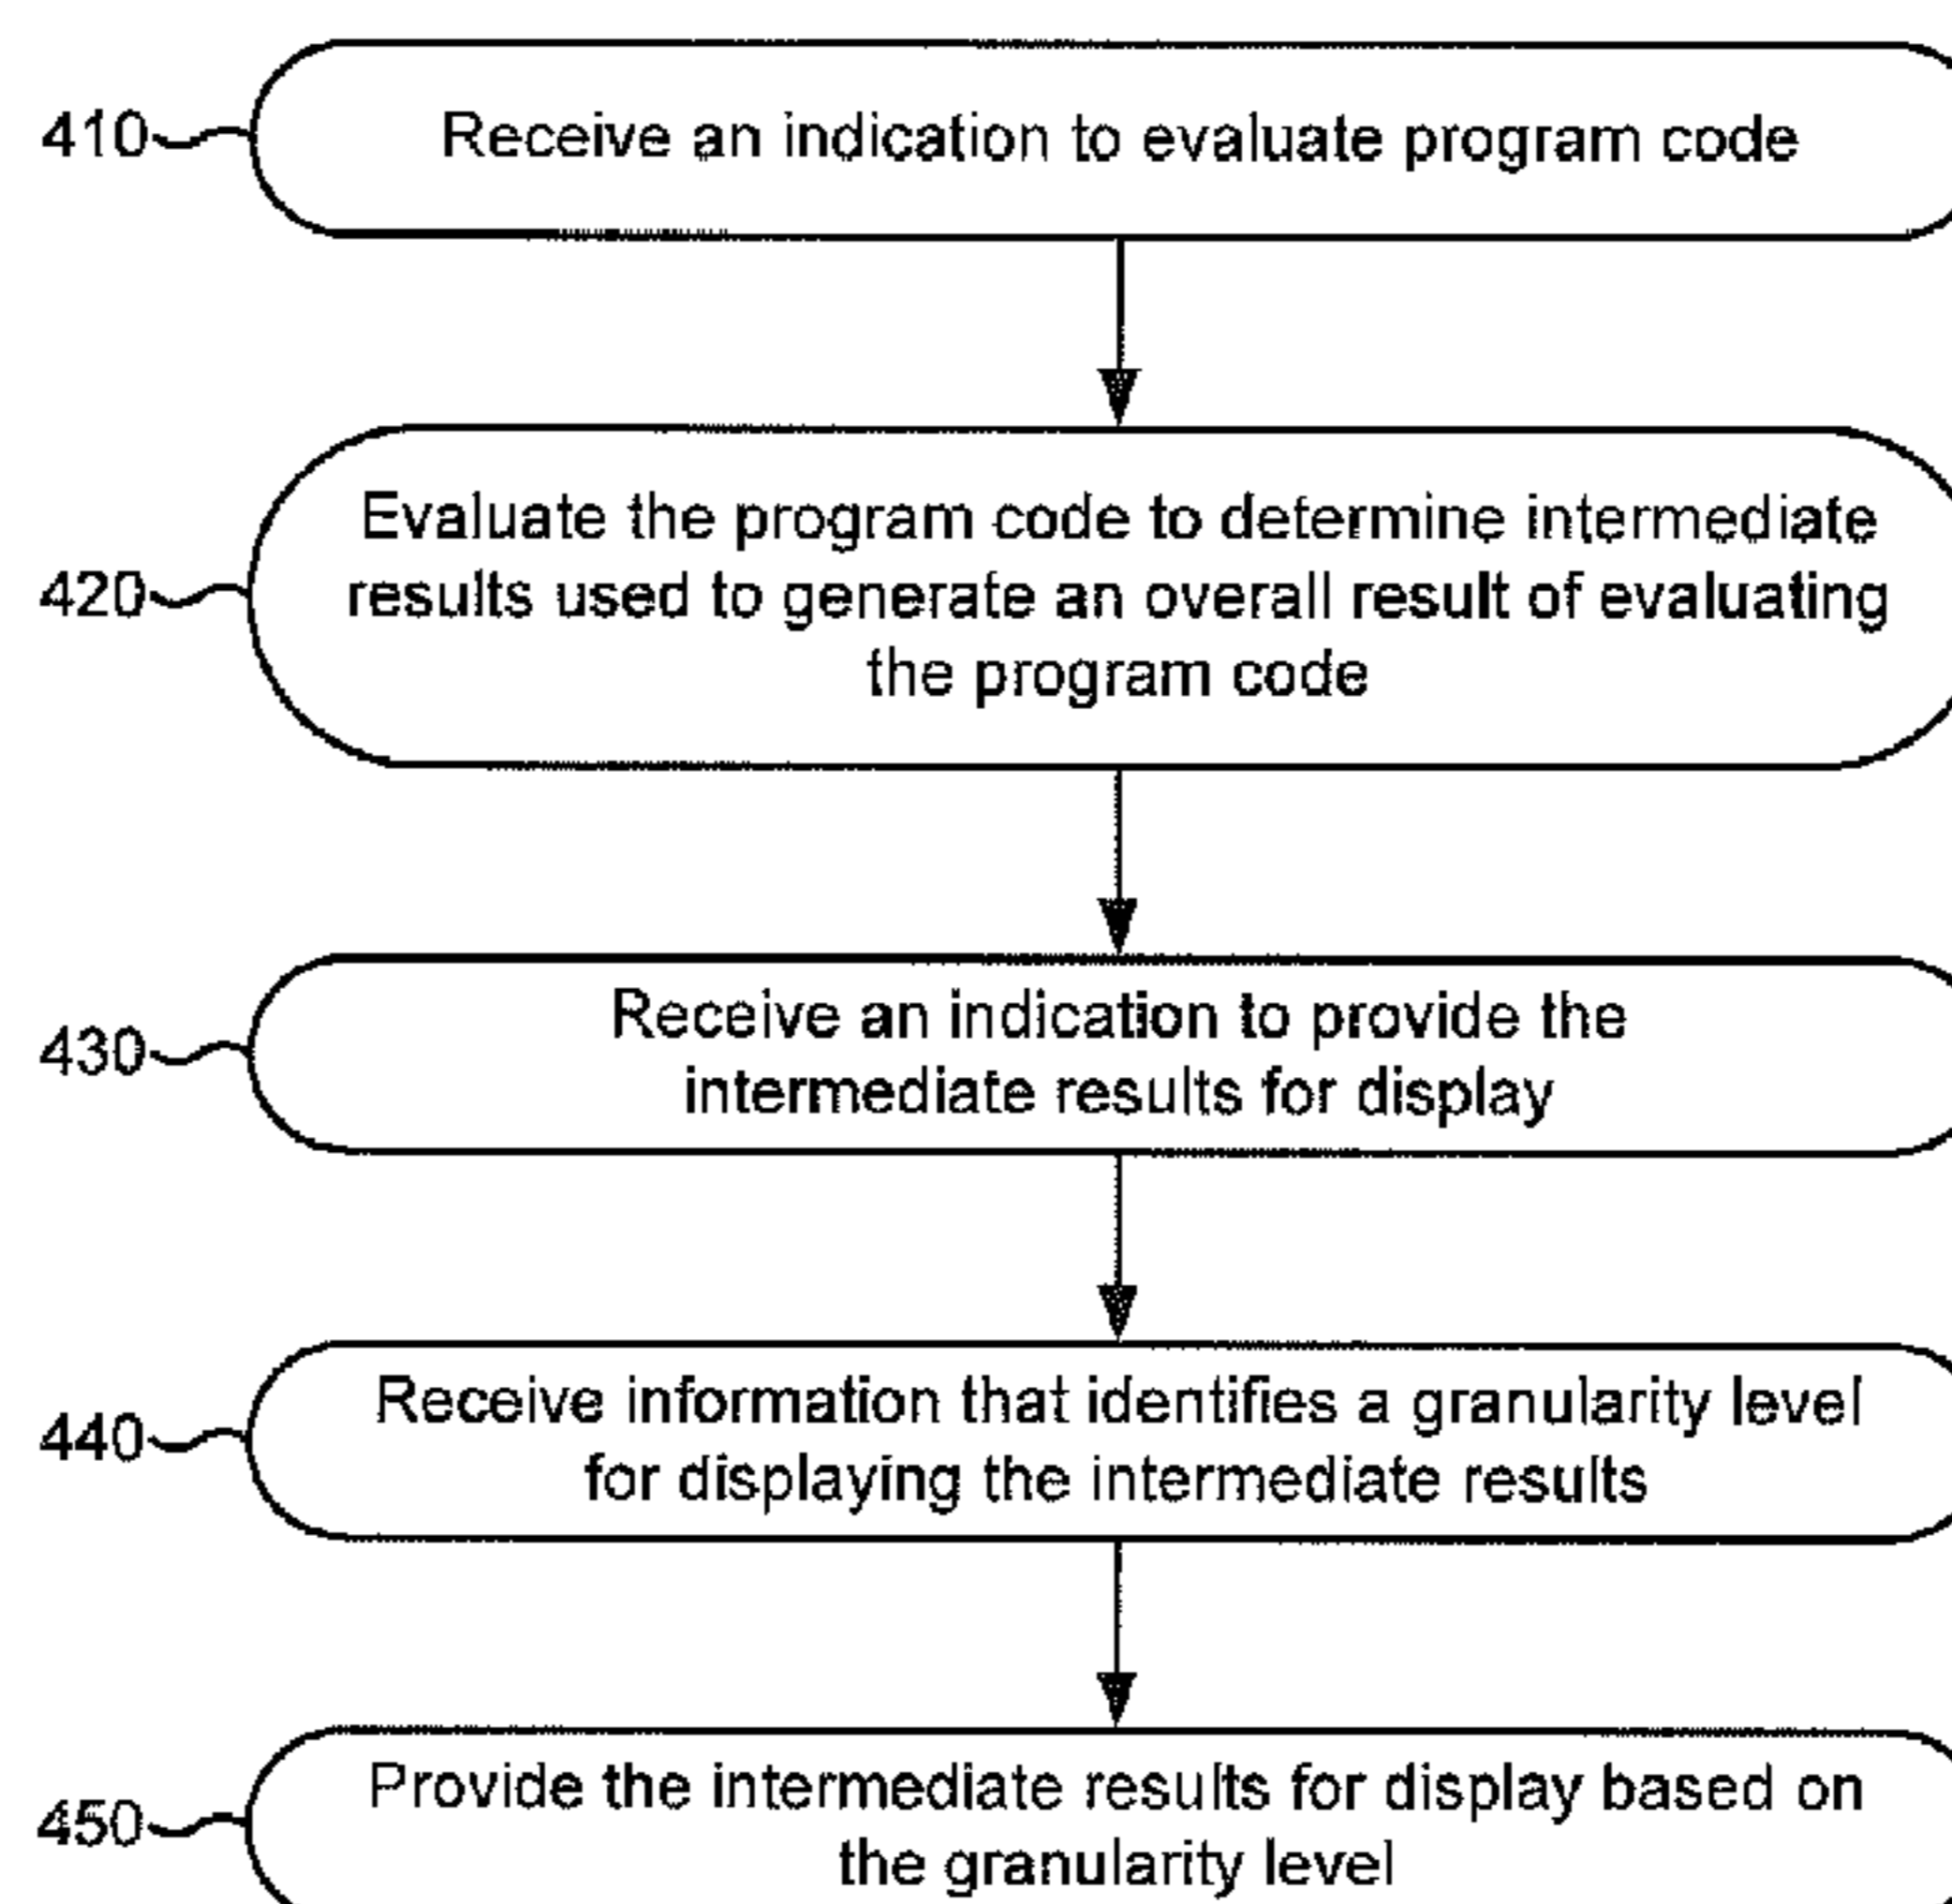 410
Receive an indication to evaluate program code
420
Evaluate the program code to determine intermediate
results used to generate an overall result of evaluating
the program code
430
Receive an indication to provide the
intermediate results for display
440
Receive information that identifies a granularity level
for displaying the intermediate results
450
Provide the intermediate results for display based on
the granularity level